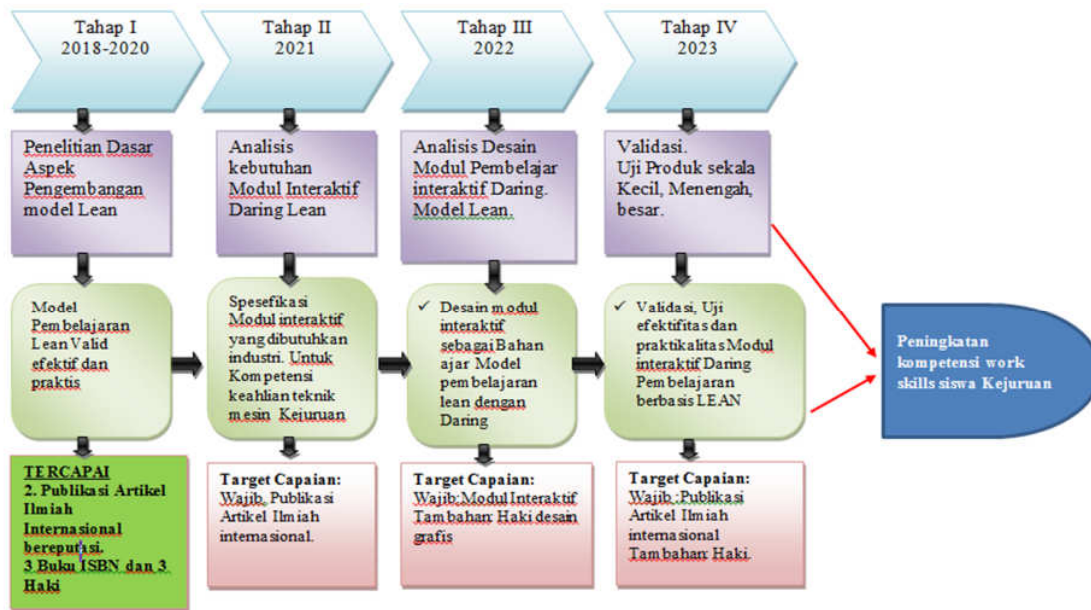 Tahap I
2018-2020
Tahap II
2021
Tahap III
2022
Tahap IV
2023
Penelitian Dasar
Aspek
Pengembangan
model Lean
Analisis
kebutuhan
Modul Interaktif
Daring Lean
Analisis Desain
Modul Pembelajar
interaktif Daring.
Model Lean.
Validasi.
Uji Produk sekala
Kecil, Menengah,
besar.
Model
Pembelajaran
Lean Valid
efektif dan
praktis
Spesefikasi
Modul interaktif
yang dibutuhkan
industri. Untuk
Kompetensi
keahlian teknik
mesin Kejuruan
✓ Desain modul
interaktif
sebagai Bahan
ajar Model
pembelajaran
lean dengan
Daring
✓ Validasi, Uji
efektifitas dan
praktikalitas Modul
interaktif Daring
Pembelajaran
berbasis LEAN
Peningkatan
kompetensi work
skills siswa Kejuruan
TERCAPAI
2. Publikasi Artikel
Ilmiah
Internasional
bereputasi.
3 Buku ISBN dan 3
Haki
Target Capaian:
Wajib. Publikasi
Artikel Ilmiah
internasional.
Target Capaian:
Wajib:Modul Interaktif
Tambahan: Haki desain
grafis
Target Capaian:
Wajib :Publikasi
Artikel Ilmiah
internasional
Tambahan: Haki.